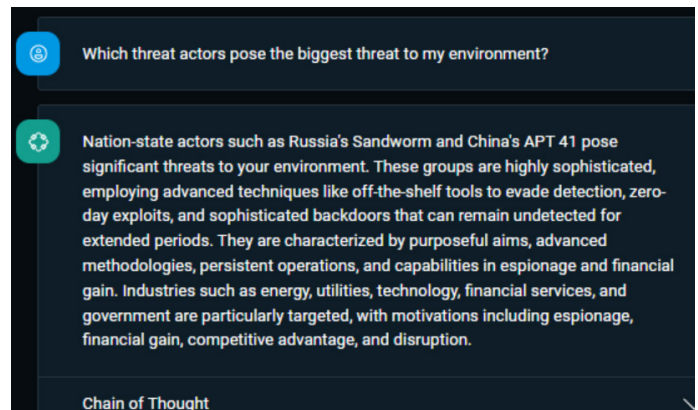 Which threat actors pose the biggest threat to my environment?
Nation-state actors such as Russia's Sandworm and China's APT 41 pose
significant threats to your environment. These groups are highly sophisticated,
employing advanced techniques like off-the-shelf tools to evade detection, zero-
day exploits, and sophisticated backdoors that can remain undetected for
extended periods. They are characterized by purposeful aims, advanced
methodologies, persistent operations, and capabilities in espionage and financial
gain. Industries such as energy, utilities, technology, financial services, and
government are particularly targeted, with motivations including espionage,
financial gain, competitive advantage, and disruption.
Chain of Thought